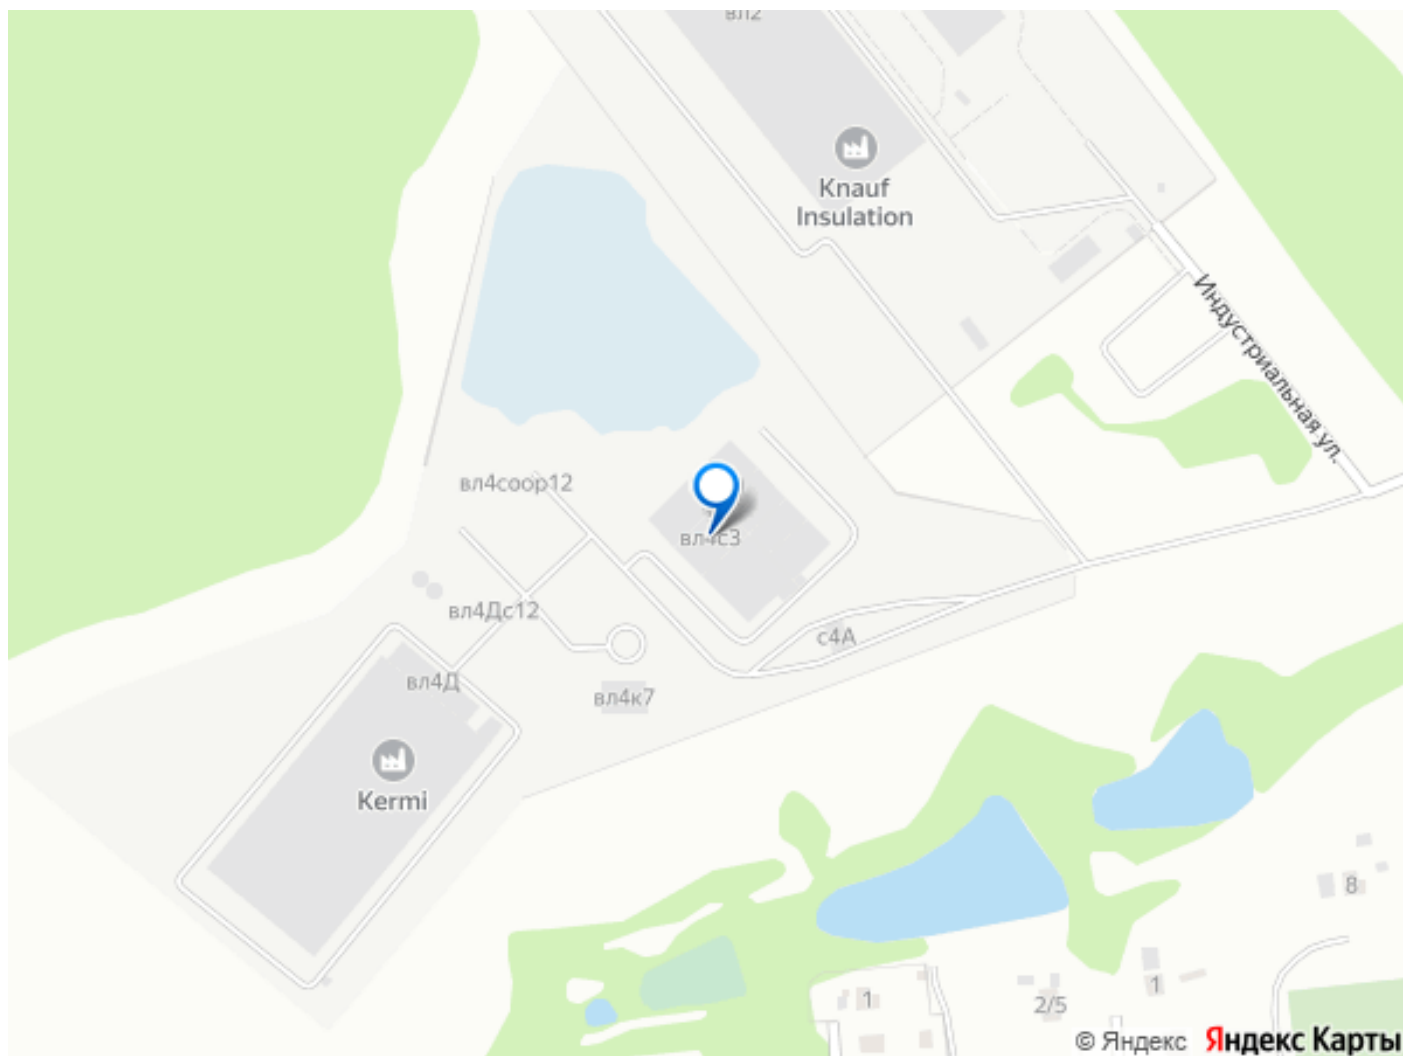 вл2
Knauf
Insulation
Индустриальная ул.
вл4соор12
вл4с3
вл4Дс12
с4А
вл4Д
вл4к7
Kermi
8
1
1
2/5
© Яндекс Яндекс Карты